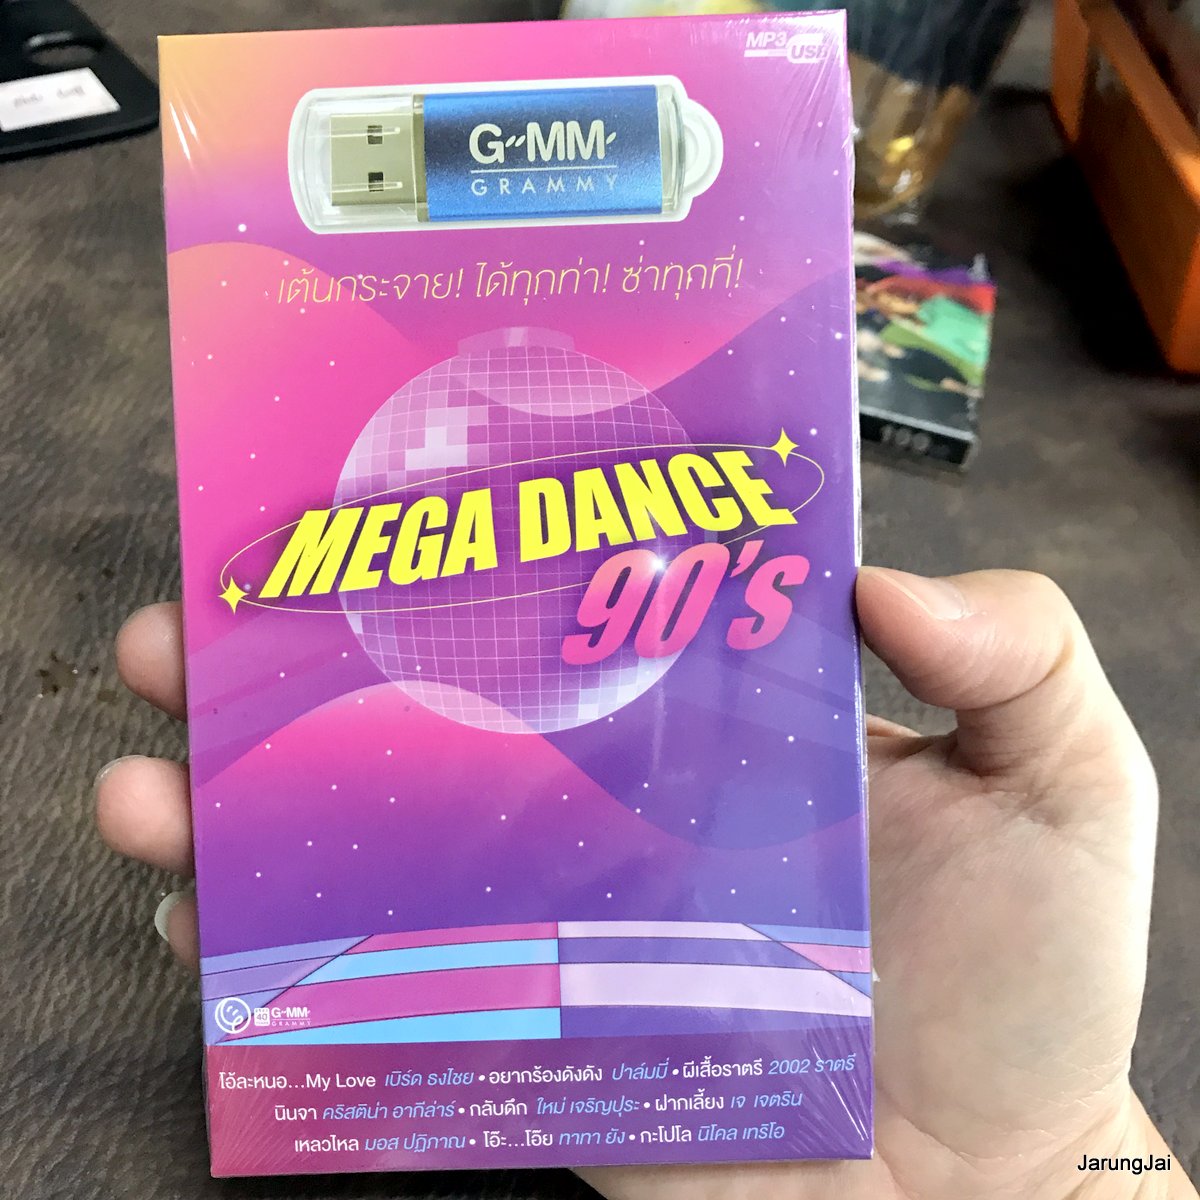 MP3
USB
G"MM'
GRAMMY
เต้นกระจาย! ได้ทุกท่า! ซ่าทุกที่!
MEGA DANCE
90's
40
G"MM'
GRAMMY
โอ้ละหนอ...My Love เบิร์ด ธงไชย • อยากร้องดังดัง ปาล์มมี่ • ผีเสื้อราตรี 2002 ราตรี
นินจา คริสติน่า อากีล่าร์ • กลับดึก ใหม่ เจริญปุระ • ฝากเลี้ยง เจ เจตริน
เหลวไหล มอส ปฏิภาณ • โอ๊ะ...โอ๊ย ทาทา ยัง • กะโปโล นิโคล เทริโอ
JarungJai